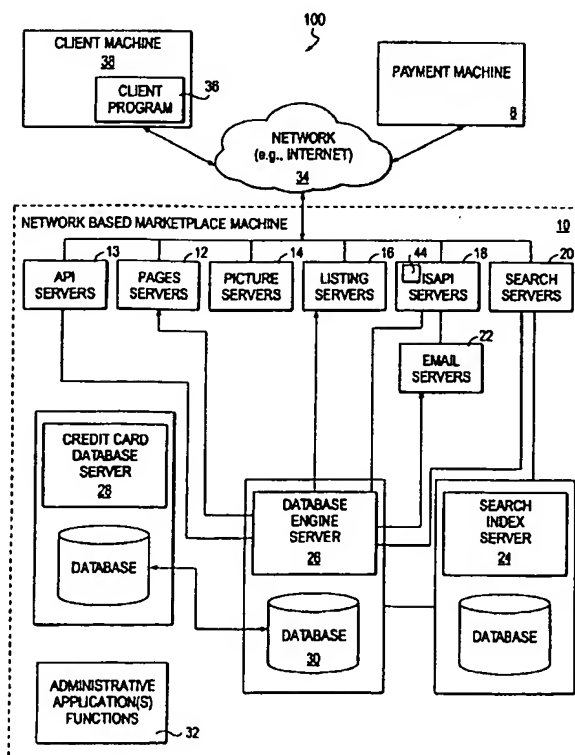 100
CLIENT MACHINE
38
CLIENT
PROGRAM
36
PAYMENT MACHINE
8
NETWORK
(e.g., INTERNET)
34
NETWORK BASED MARKETPLACE MACHINE
10
13
API
SERVERS
12
PAGES
SERVERS
14
PICTURE
SERVERS
16
LISTING
SERVERS
44
18
ISAPI
SERVERS
20
SEARCH
SERVERS
22
EMAIL
SERVERS
CREDIT CARD
DATABASE
SERVER
28
DATABASE
DATABASE
ENGINE
SERVER
26
DATABASE
30
SEARCH
INDEX
SERVER
24
DATABASE
ADMINISTRATIVE
APPLICATION(S)
FUNCTIONS
32